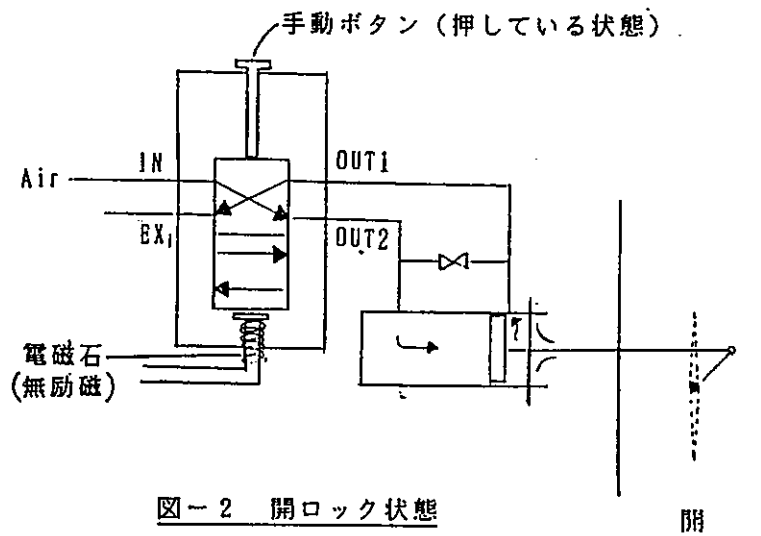 手動ボタン（押している状態）
IN
OUT1
Air
EX₁
OUT2
電磁石
(無励磁)
図－2　開ロック状態
開